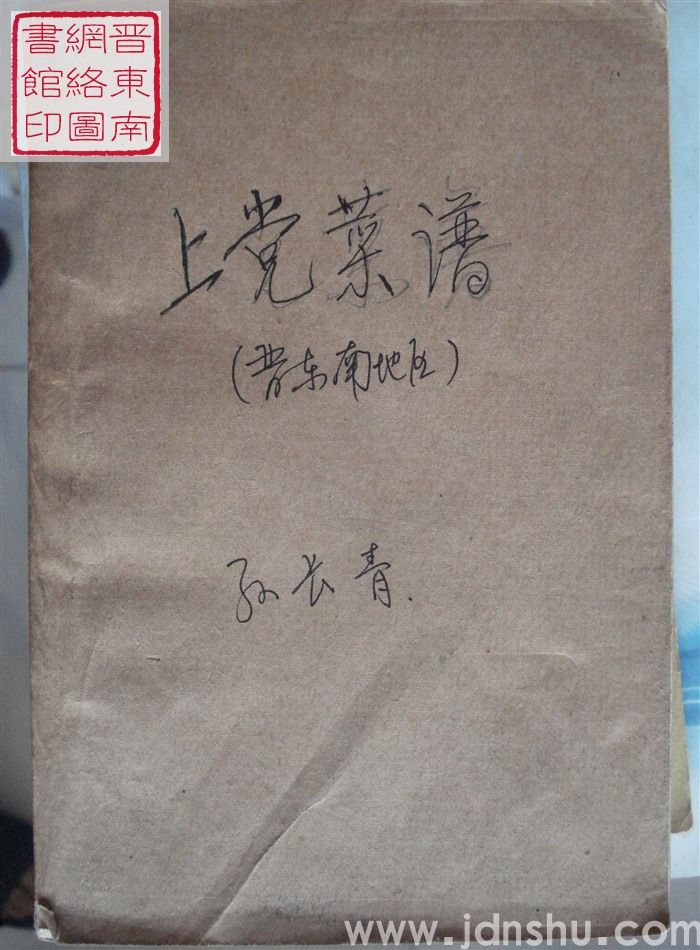 晋東南
網絡圖
書館印
上党菜谱
(晋东南地区)
孙长青.
www.jdnshu.com